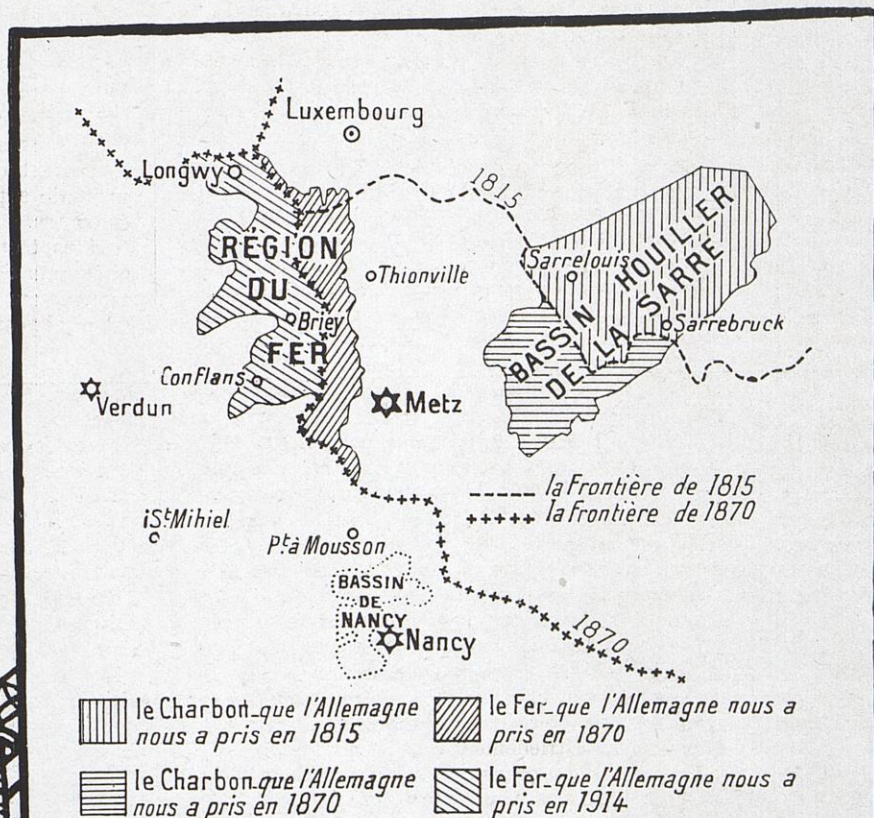 Luxembourg
Longwy
1815
RÉGION
DU
FER
Thionville
Briey
Conflans
Verdun
Metz
Sarrelouis
BASSIN HOUILLER
DE LA SARRE
Sarrebruck
la Frontière de 1815
la Frontière de 1870
St Mihiel
Pt à Mousson
BASSIN
DE
NANCY
Nancy
1870
le Charbon que l'Allemagne
nous a pris en 1815
le Fer que l'Allemagne nous a
pris en 1870
le Charbon que l'Allemagne
nous a pris en 1870
le Fer que l'Allemagne nous a
pris en 1914